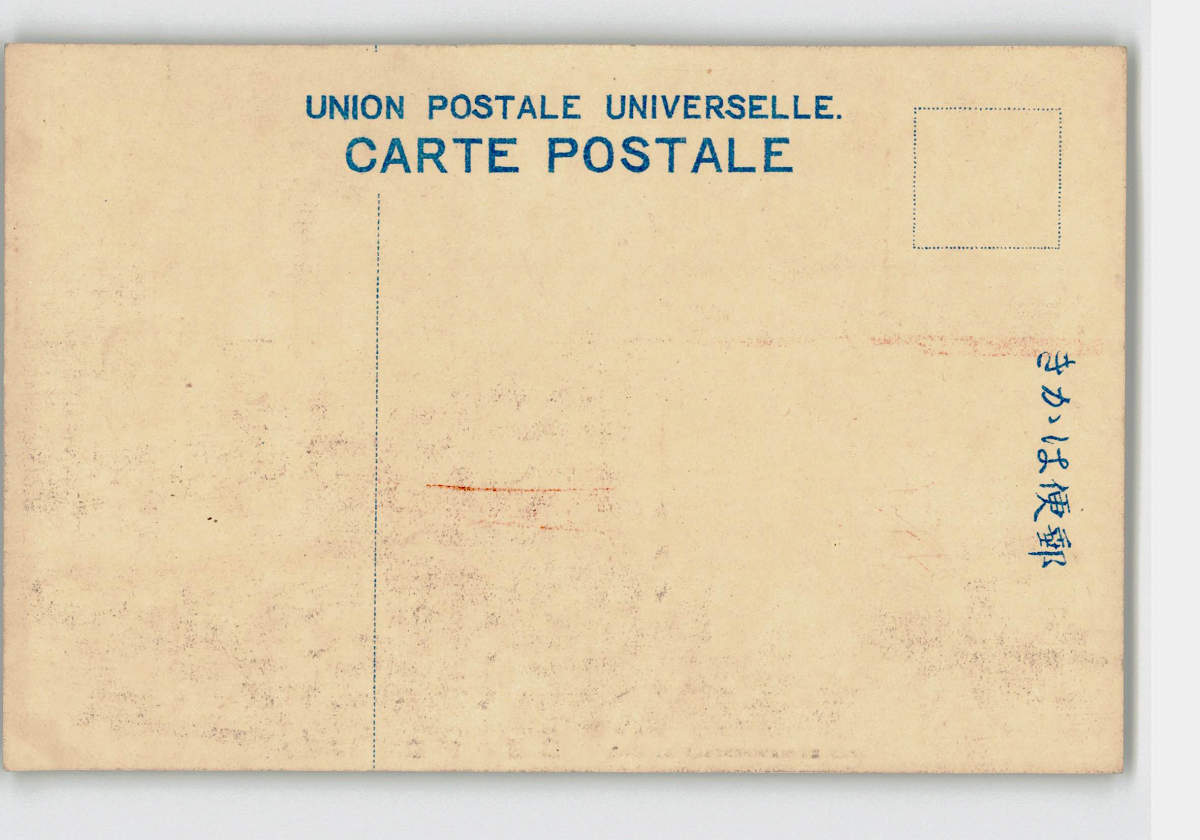 UNION POSTALE UNIVERSELLE.
CARTE POSTALE
郵便はかき